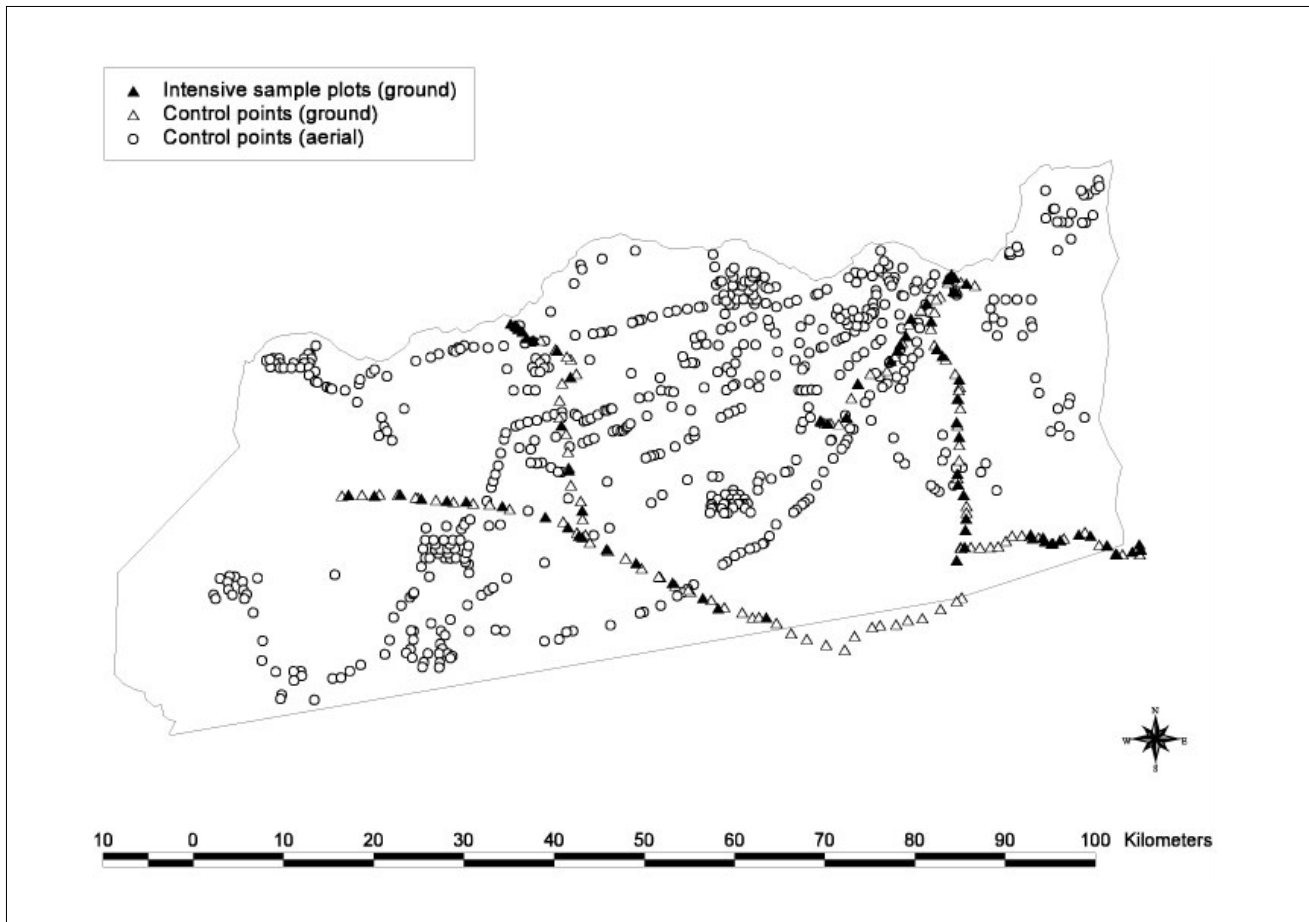 Intensive sample plots (ground)
Control points (ground)
Control points (aerial)
N
W E
S
10 0 10 20 30 40 50 60 70 80 90 100 Kilometers